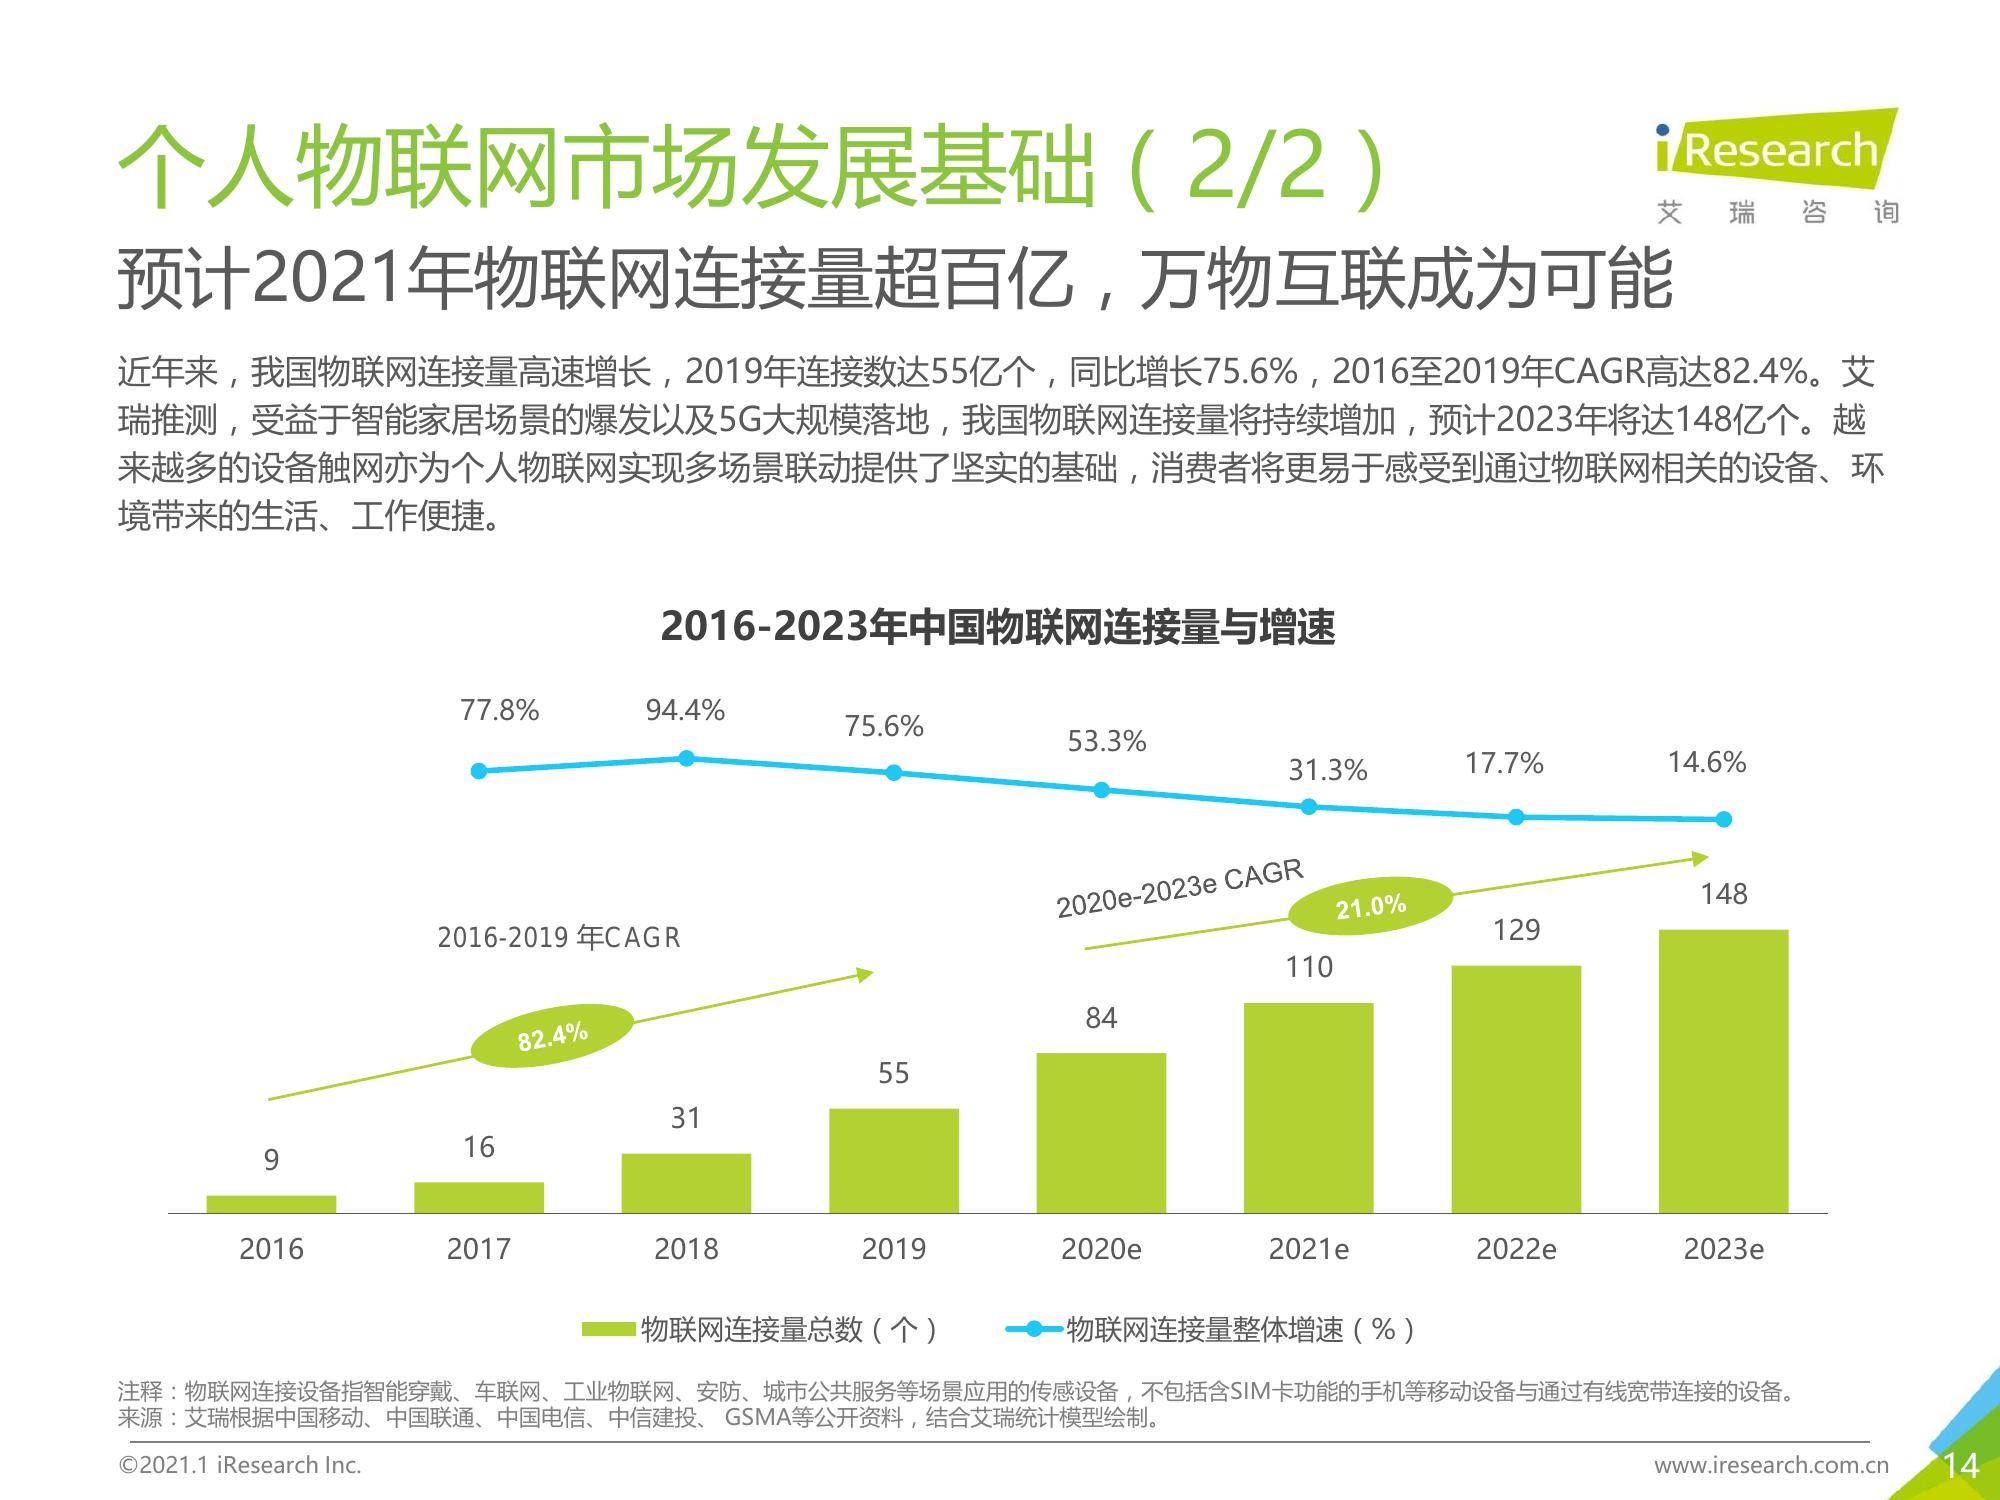 个人物联网市场发展基础（2/2）
iResearch
艾瑞咨询
预计2021年物联网连接量超百亿，万物互联成为可能
近年来，我国物联网连接量高速增长，2019年连接数达55亿个，同比增长75.6%，2016至2019年CAGR高达82.4%。艾
瑞推测，受益于智能家居场景的爆发以及5G大规模落地，我国物联网连接量将持续增加，预计2023年将达148亿个。越
来越多的设备触网亦为个人物联网实现多场景联动提供了坚实的基础，消费者将更易于感受到通过物联网相关的设备、环
境带来的生活、工作便捷。
2016-2023年中国物联网连接量与增速
77.8% 94.4% 75.6% 53.3% 31.3% 17.7% 14.6%
2020e-2023e CAGR
21.0%
2016-2019 年CAGR
82.4%
9 16 31 55 84 110 129 148
2016 2017 2018 2019 2020e 2021e 2022e 2023e
物联网连接量总数（个） 物联网连接量整体增速（%）
注释：物联网连接设备指智能穿戴、车联网、工业物联网、安防、城市公共服务等场景应用的传感设备，不包括含SIM卡功能的手机等移动设备与通过有线宽带连接的设备。
来源：艾瑞根据中国移动、中国联通、中国电信、中信建投、 GSMA等公开资料，结合艾瑞统计模型绘制。
©2021.1 iResearch Inc.
www.iresearch.com.cn
14